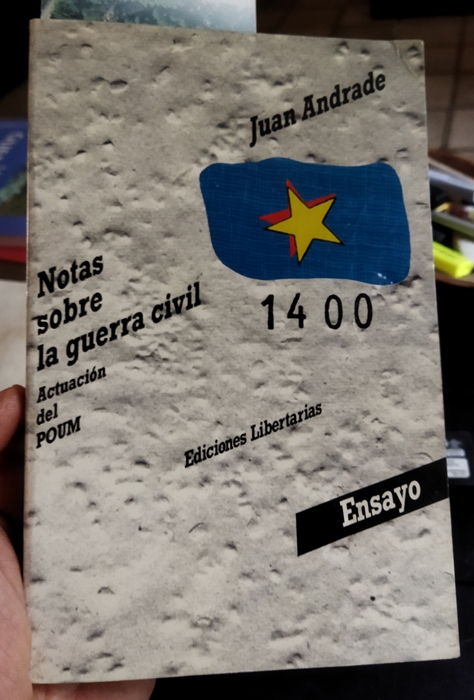 Juan Andrade
1400
Notas
sobre
la guerra civil
Actuación
del
POUM
Ediciones Libertarias
Ensayo